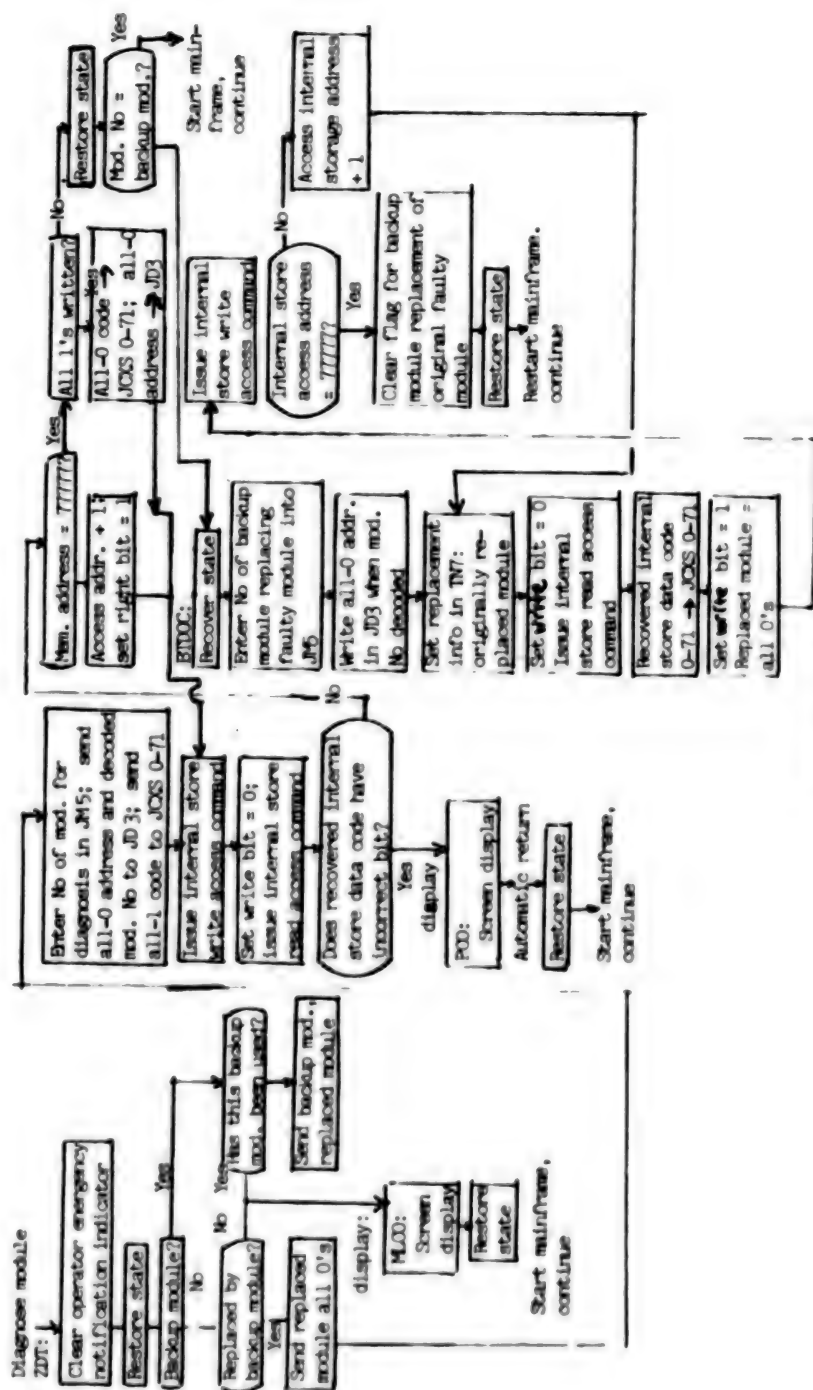 Diagnose module
ZDT:
Clear operator emergency
notification indicator
Restore state
Backup module?
Yes
No
Has this backup
mod. been used?
Send backup mod.,
replaced module
Replaced by
backup module?
No
Yes
Yes
Send replaced
module all 0's
display:
MLOO:
Screen
display
Restore
state
Start mainframe,
continue
Enter No of mod. for
diagnosis in JM5; send
all-0 address and decoded
mod. No to JD3; send
all-1 code to JCXS 0-71
Issue internal store
write access command
Set write bit = 0;
issue internal store
read access command
Does recovered internal
store data code have
incorrect bit?
No
Yes
display
POO:
Screen display
Automatic return
Restore state
Start mainframe,
continue
Mem. address = 777777?
Yes
Access addr. + 1;
set right bit = 1
BTDOC:
Recover state
Enter No of backup
module replacing
faulty module into
JM5
Write all-0 addr.
in JD3 when mod.
No decoded
Set replacement
info in TN7:
originally re-
placed module
Set write bit = 0
Issue internal
store read access
command
Recovered internal
store data code
0-71 → JCXS 0-71
Set write bit = 1
Replaced module =
all 0's
All 1's written?
No
Yes
All-0 code →
JCXS 0-71; all-0
address → JD3
Restore state
Mod. No =
backup mod.?
Yes
Start main-
frame,
continue
Issue internal
store write
access command
Internal store
access address
= 777777?
No
Yes
Access internal
storage address
+ 1
Clear flag for backup
module replacement of
original faulty
module
Restore state
Restart mainframe.
continue